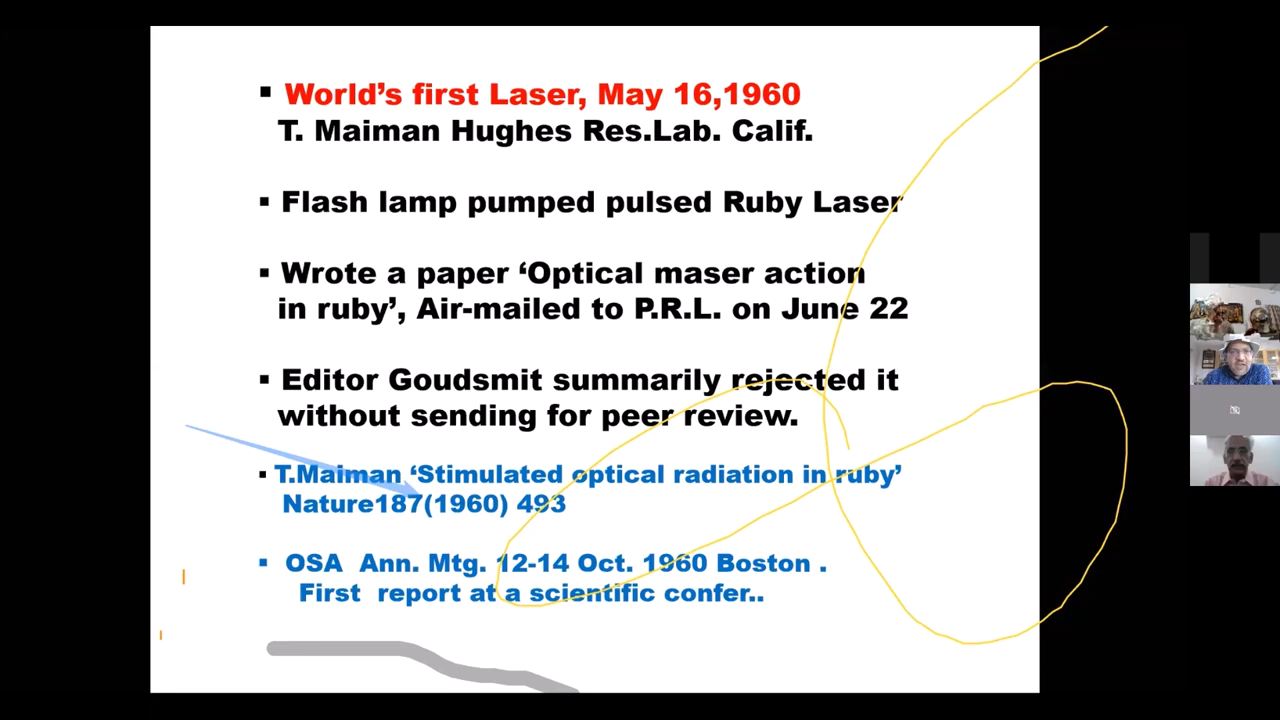 ▪ World's first Laser, May 16,1960
T. Maiman Hughes Res.Lab. Calif.
▪ Flash lamp pumped pulsed Ruby Laser
▪ Wrote a paper ‘Optical maser action
in ruby’, Air-mailed to P.R.L. on June 22
▪ Editor Goudsmit summarily rejected it
without sending for peer review.
▪ T.Maiman ‘Stimulated optical radiation in ruby’
Nature187(1960) 493
▪ OSA Ann. Mtg. 12-14 Oct. 1960 Boston .
First report at a scientific confer..